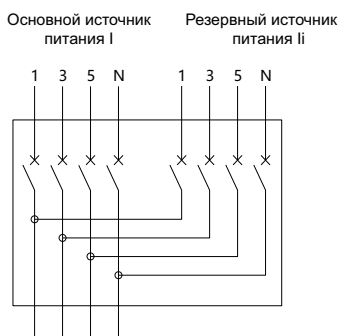 Основной источник
питания I
Резервный источник
питания Ii
1 3 5 N
1 3 5 N